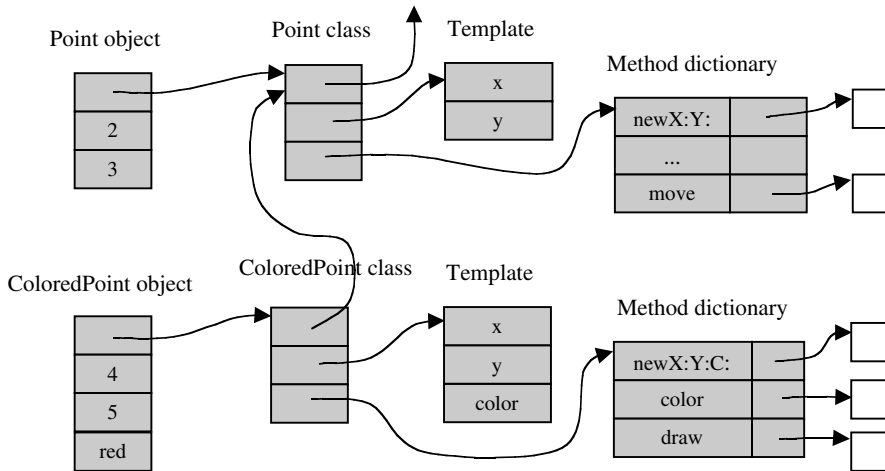 Point object
Point class
Template
Method dictionary
2
3
x
y
newX:Y:
...
move
ColoredPoint object
ColoredPoint class
Template
Method dictionary
4
5
red
x
y
color
newX:Y:C:
color
draw